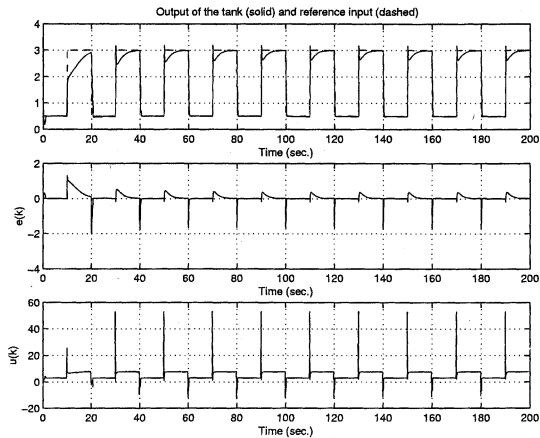 Output of the tank (solid) and reference input (dashed)
4
3
2
1
0
0 20 40 60 80 100 120 140 160 180 200
Time (sec.)
e(k)
2
0
−2
−4
0 20 40 60 80 100 120 140 160 180 200
Time (sec.)
u(k)
60
40
20
0
−20
0 20 40 60 80 100 120 140 160 180 200
Time (sec.)